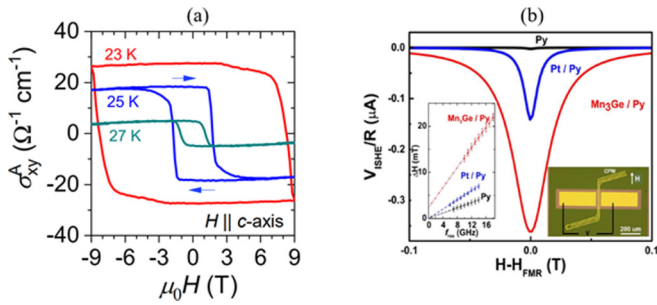 (a)
(b)
40
20
0
-20
-40
σ^A_xy (Ω⁻¹ cm⁻¹)
23 K
25 K
27 K
H || c-axis
-9 -6 -3 0 3 6 9
μ₀H (T)
Py
Pt / Py
Mn₃Ge / Py
0.0
-0.1
-0.2
-0.3
V_ISHE/R (μA)
-0.1 0.0 0.1
H-H_FMR (T)
Mn₃Ge / Py
Pt / Py
Py
20
0
ΔH (mT)
0 4 8 12 16
f_res (GHz)
CPW
H
V
200 um